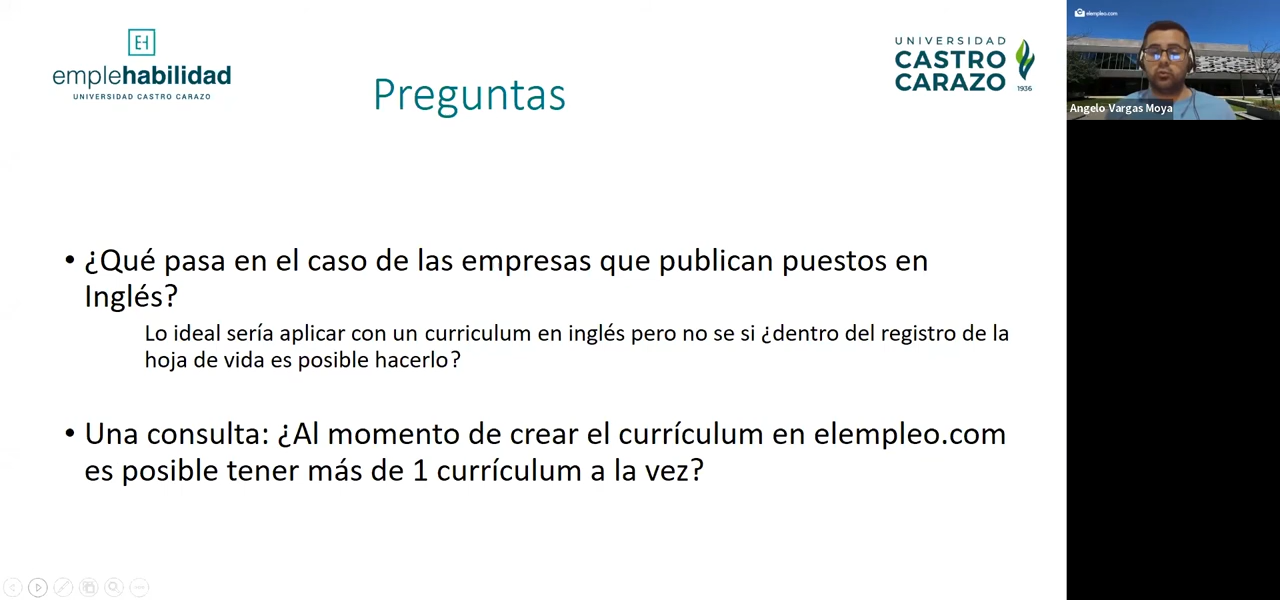 EH
emplehabilidad
UNIVERSIDAD CASTRO CARAZO
Preguntas
UNIVERSIDAD
CASTRO
CARAZO
1936
elempleo.com
Angelo Vargas Moya
• ¿Qué pasa en el caso de las empresas que publican puestos en
Inglés?
Lo ideal sería aplicar con un curriculum en inglés pero no se si ¿dentro del registro de la
hoja de vida es posible hacerlo?
• Una consulta: ¿Al momento de crear el currículum en elempleo.com
es posible tener más de 1 currículum a la vez?